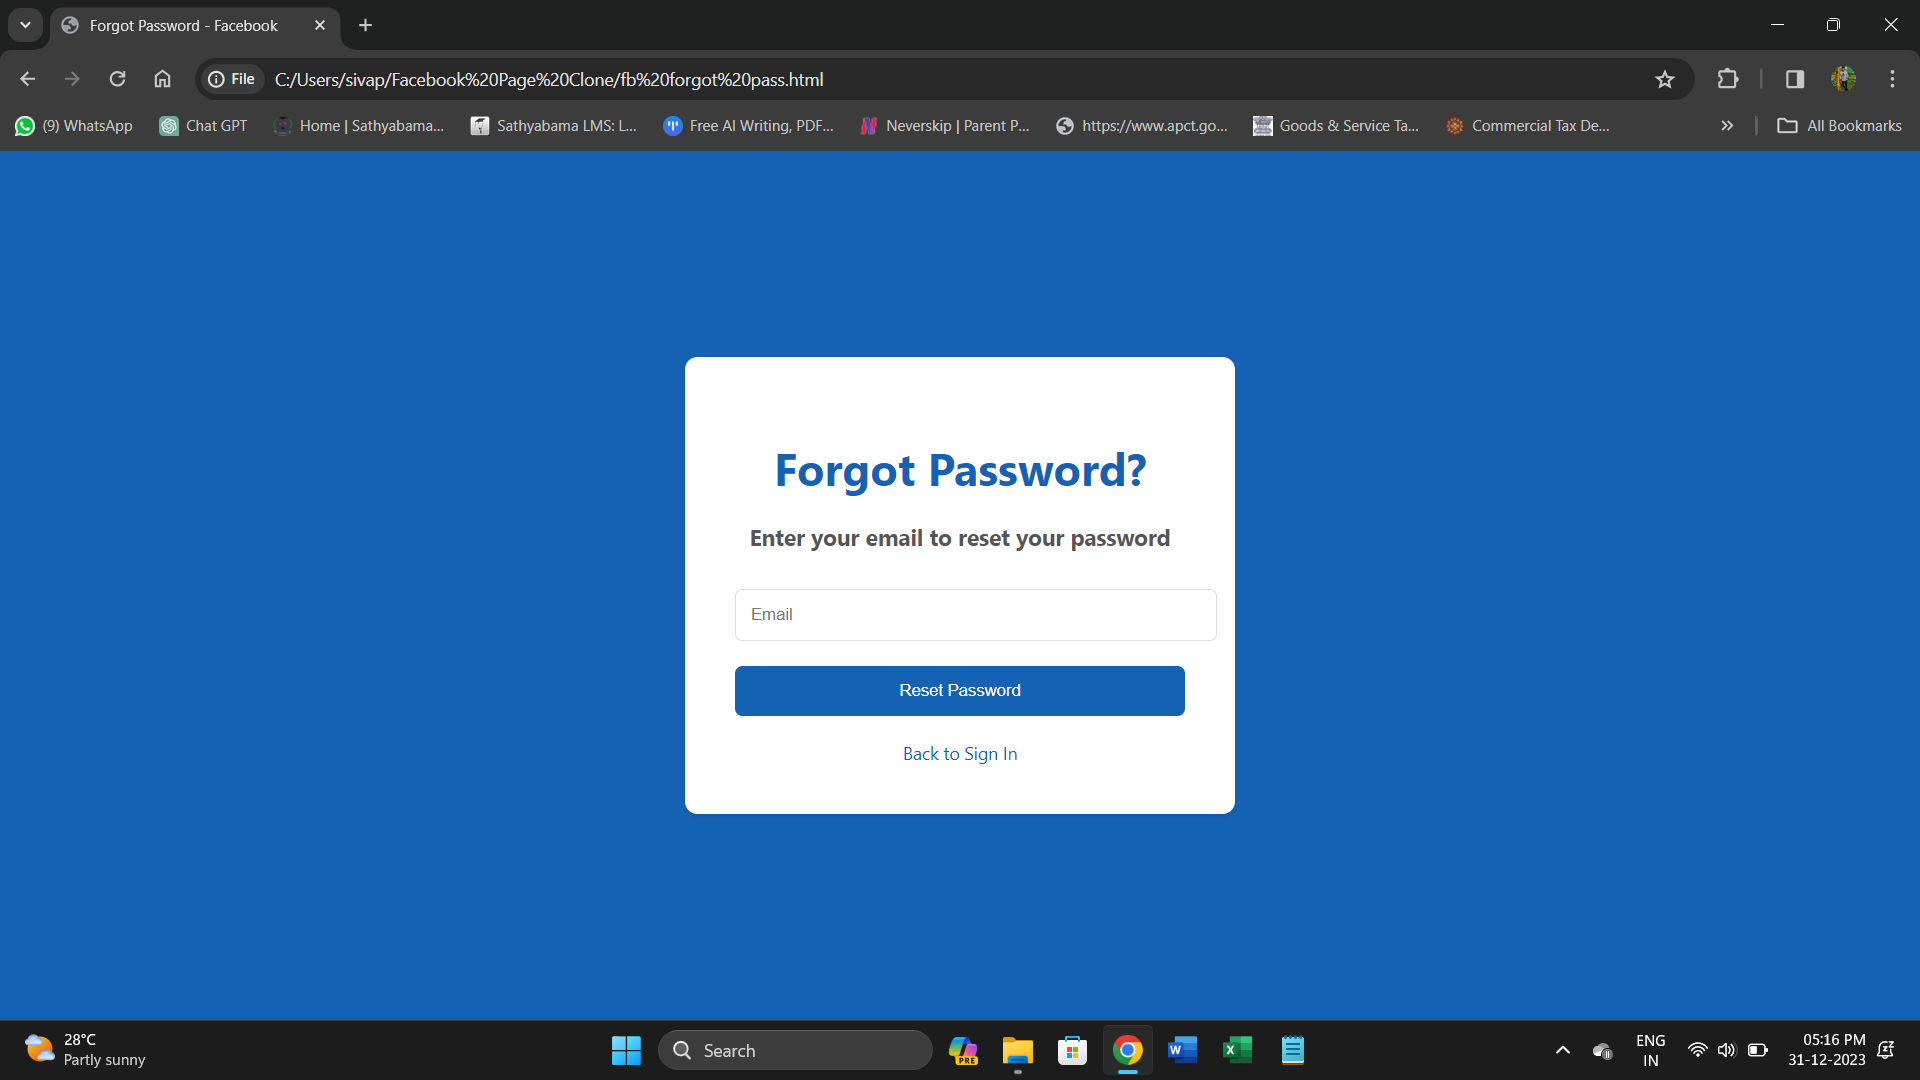 Forgot Password - Facebook
File
C:/Users/sivap/Facebook%20Page%20Clone/fb%20forgot%20pass.html
(9) WhatsApp
Chat GPT
Home | Sathyabama...
Sathyabama LMS: L...
Free AI Writing, PDF...
Neverskip | Parent P...
https://www.apct.go...
Goods & Service Ta...
Commercial Tax De...
All Bookmarks
Forgot Password?
Enter your email to reset your password
Email
Reset Password
Back to Sign In
28°C
Partly sunny
Search
PRE
ENG
IN
05:16 PM
31-12-2023